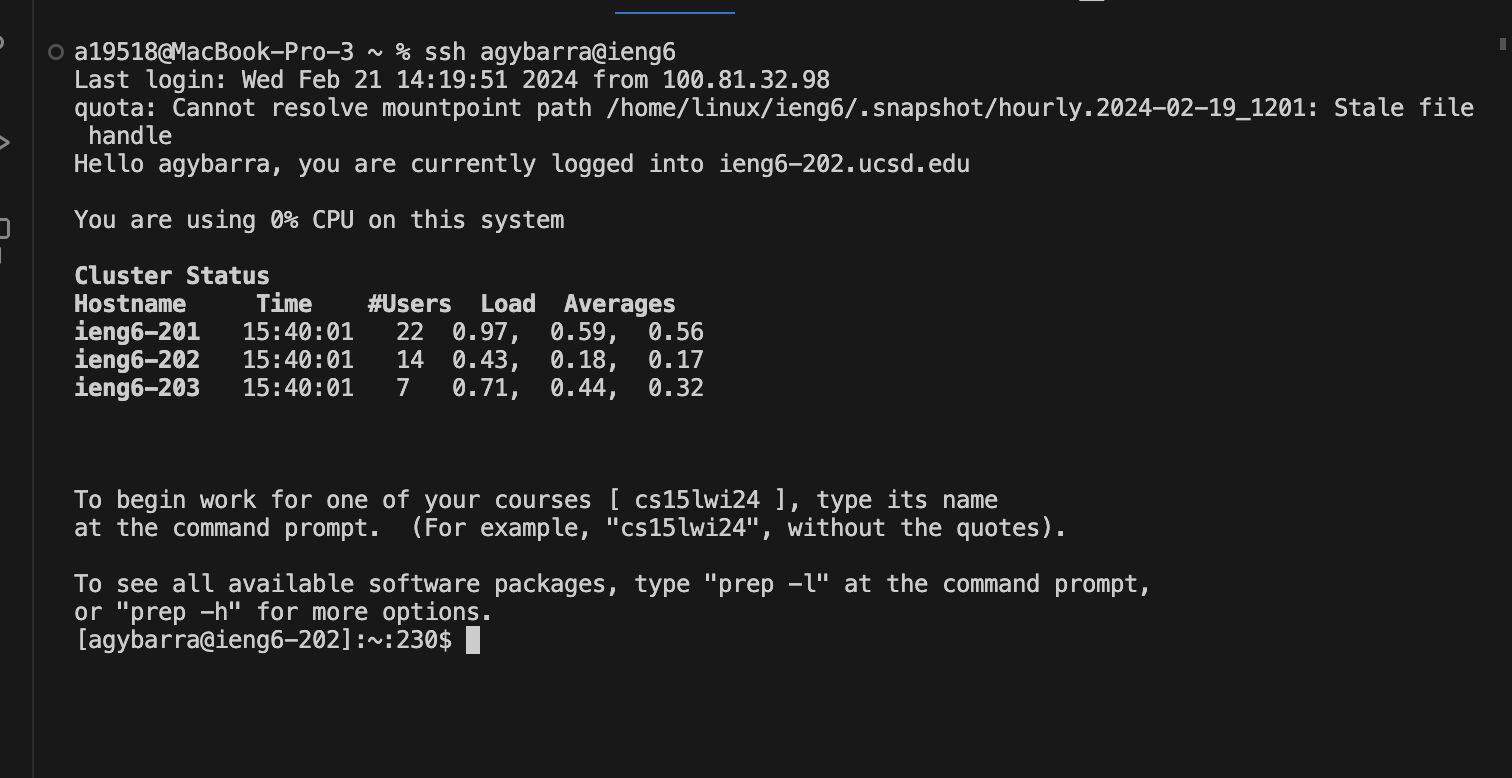 a19518@MacBook-Pro-3 ~ % ssh agybarra@ieng6
Last login: Wed Feb 21 14:19:51 2024 from 100.81.32.98
quota: Cannot resolve mountpoint path /home/linux/ieng6/.snapshot/hourly.2024-02-19_1201: Stale file
 handle
Hello agybarra, you are currently logged into ieng6-202.ucsd.edu

You are using 0% CPU on this system

Cluster Status
Hostname     Time    #Users  Load  Averages
ieng6-201   15:40:01   22  0.97,  0.59,  0.56
ieng6-202   15:40:01   14  0.43,  0.18,  0.17
ieng6-203   15:40:01   7   0.71,  0.44,  0.32

To begin work for one of your courses [ cs15lwi24 ], type its name
at the command prompt.  (For example, "cs15lwi24", without the quotes).

To see all available software packages, type "prep -l" at the command prompt,
or "prep -h" for more options.
[agybarra@ieng6-202]:~:230$